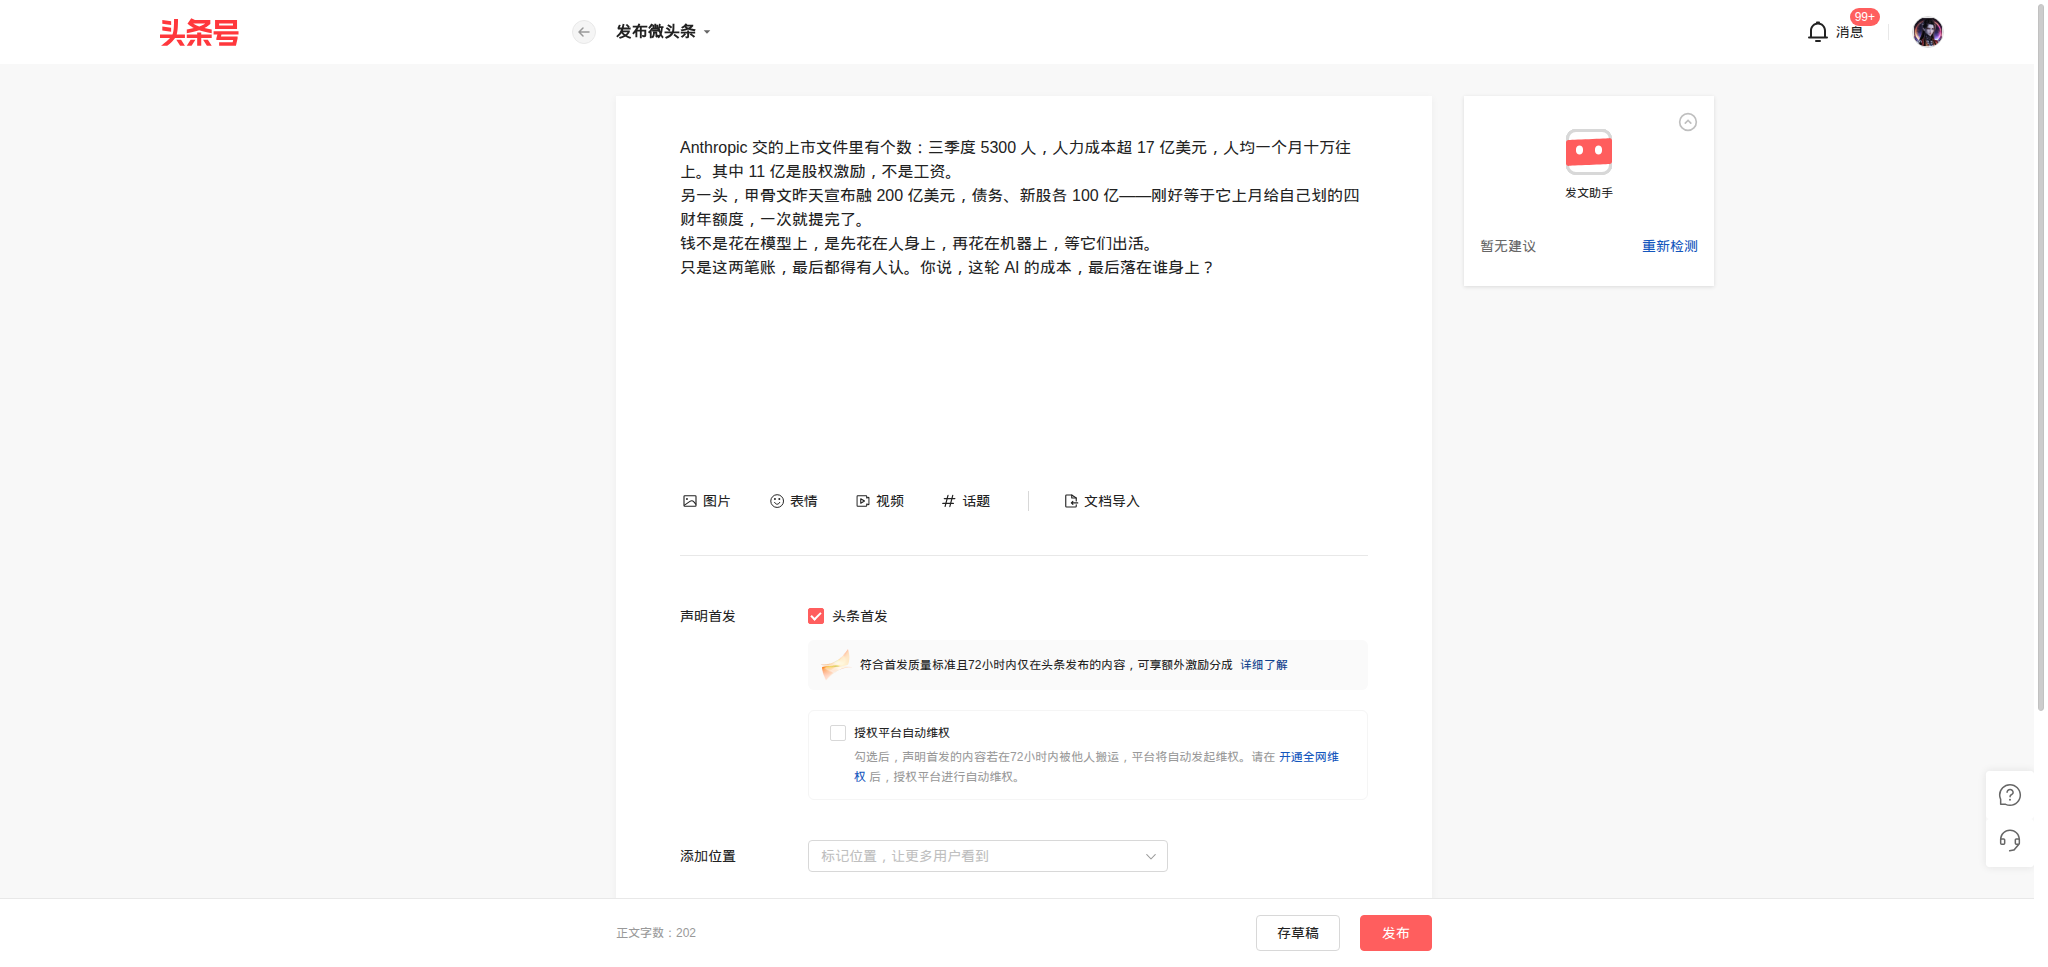 头条号
发布微头条
消息
99+
Anthropic 交的上市文件里有个数：三季度 5300 人，人力成本超 17 亿美元，人均一个月十万往
上。其中 11 亿是股权激励，不是工资。
另一头，甲骨文昨天宣布融 200 亿美元，债务、新股各 100 亿——刚好等于它上月给自己划的四
财年额度，一次就提完了。
钱不是花在模型上，是先花在人身上，再花在机器上，等它们出活。
只是这两笔账，最后都得有人认。你说，这轮 AI 的成本，最后落在谁身上？
发文助手
暂无建议
重新检测
图片
表情
视频
话题
文档导入
声明首发
头条首发
符合首发质量标准且72小时内仅在头条发布的内容，可享额外激励分成 详细了解
授权平台自动维权
勾选后，声明首发的内容若在72小时内被他人搬运，平台将自动发起维权。请在 开通全网维
权 后，授权平台进行自动维权。
添加位置
标记位置，让更多用户看到
正文字数：202
存草稿
发布